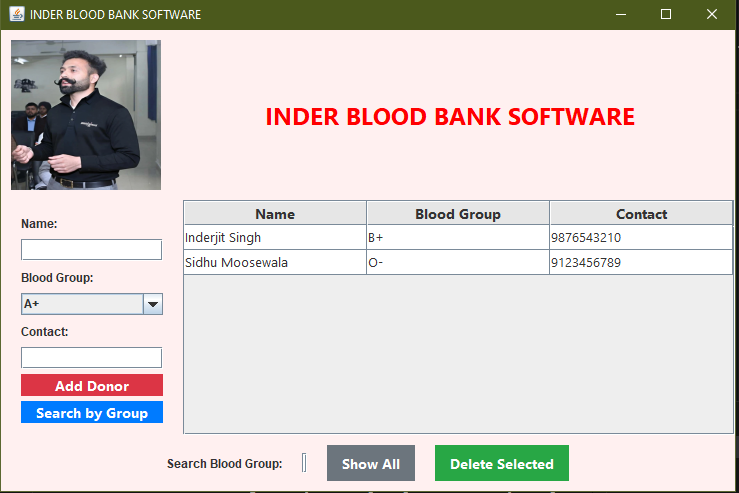 INDER BLOOD BANK SOFTWARE
INDER BLOOD BANK SOFTWARE
Name Blood Group Contact
Inderjit Singh B+ 9876543210
Sidhu Moosewala O- 9123456789
Name:
Blood Group:
A+
Contact:
Add Donor
Search by Group
Search Blood Group: Show All Delete Selected